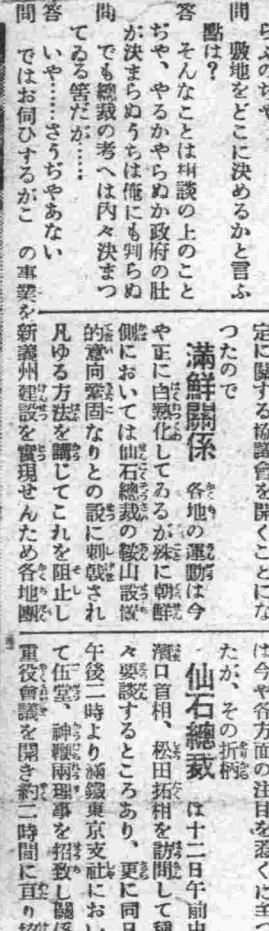 らぶのぢや
問　敷地をどこに決めるかと言ふ
點は？
答　そんなことは相談の上のこと
ぢや、やるかやらぬか政府の肚
が決まらぬうちは俺にも判らぬ
問　でも總裁の考へは内々決まつ
てゐる筈だが……
答　いや……さうぢやあない
問　ではお伺ひするがこの事業を
定に關する協議會を開くことにな
つたので
滿鮮關係　各地の運動は今
や正に白熱化してゐるが殊に朝鮮
側においては仙石總裁の鞍山設置
的意向鞏固なりとの説に刺戟され
凡ゆる方法を講じてこれを阻止し
新義州建設を實現せんため各地團
は今や各方面の注目を惹くに至つ
たが、その折柄
仙石總裁　は十二日午前中
濱口首相、松田拓相を訪問して種
々要談するところあり、更に同日
午後二時より滿鐵東京支社におい
て伍堂、神鞍兩理事を招致し關係
重役會議を開き約二時間に亘り協